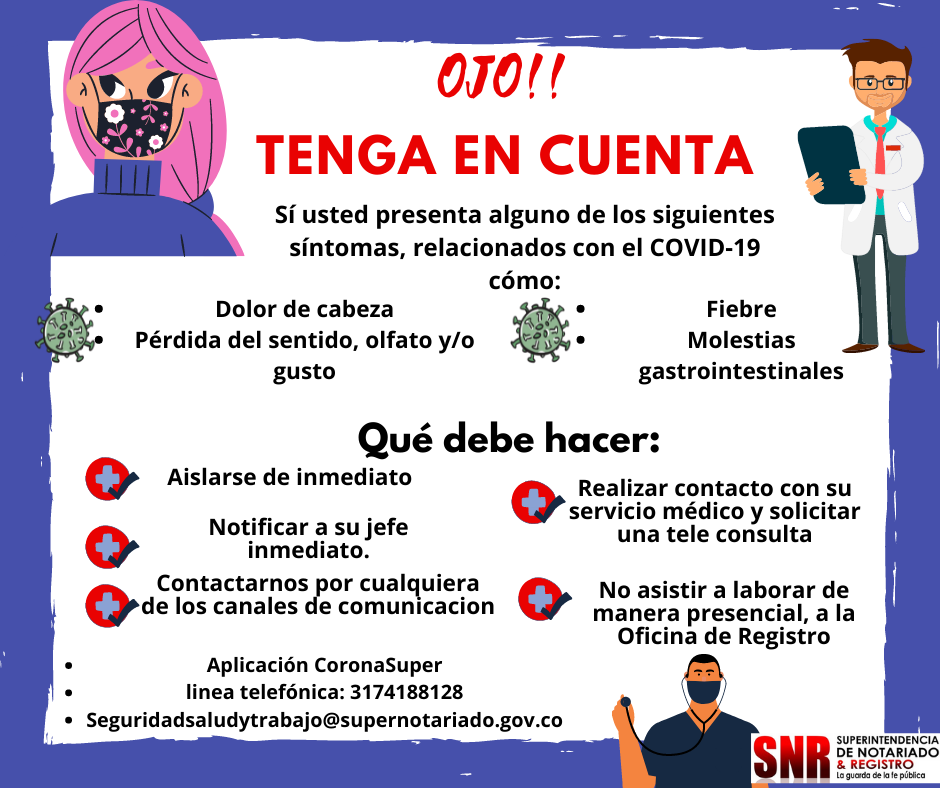 OJO!!
TENGA EN CUENTA
Sí usted presenta alguno de los siguientes
síntomas, relacionados con el COVID-19
cómo:
• Dolor de cabeza
• Pérdida del sentido, olfato y/o
gusto
• Fiebre
• Molestias
gastrointestinales
Qué debe hacer:
Aislarse de inmediato
Notificar a su jefe
inmediato.
Contactarnos por cualquiera
de los canales de comunicacion
Realizar contacto con su
servicio médico y solicitar
una tele consulta
No asistir a laborar de
manera presencial, a la
Oficina de Registro
• Aplicación CoronaSuper
• linea telefónica: 3174188128
• Seguridadsaludytrabajo@supernotariado.gov.co
SNR
SUPERINTENDENCIA
DE NOTARIADO
& REGISTRO
La guarda de la fe pública